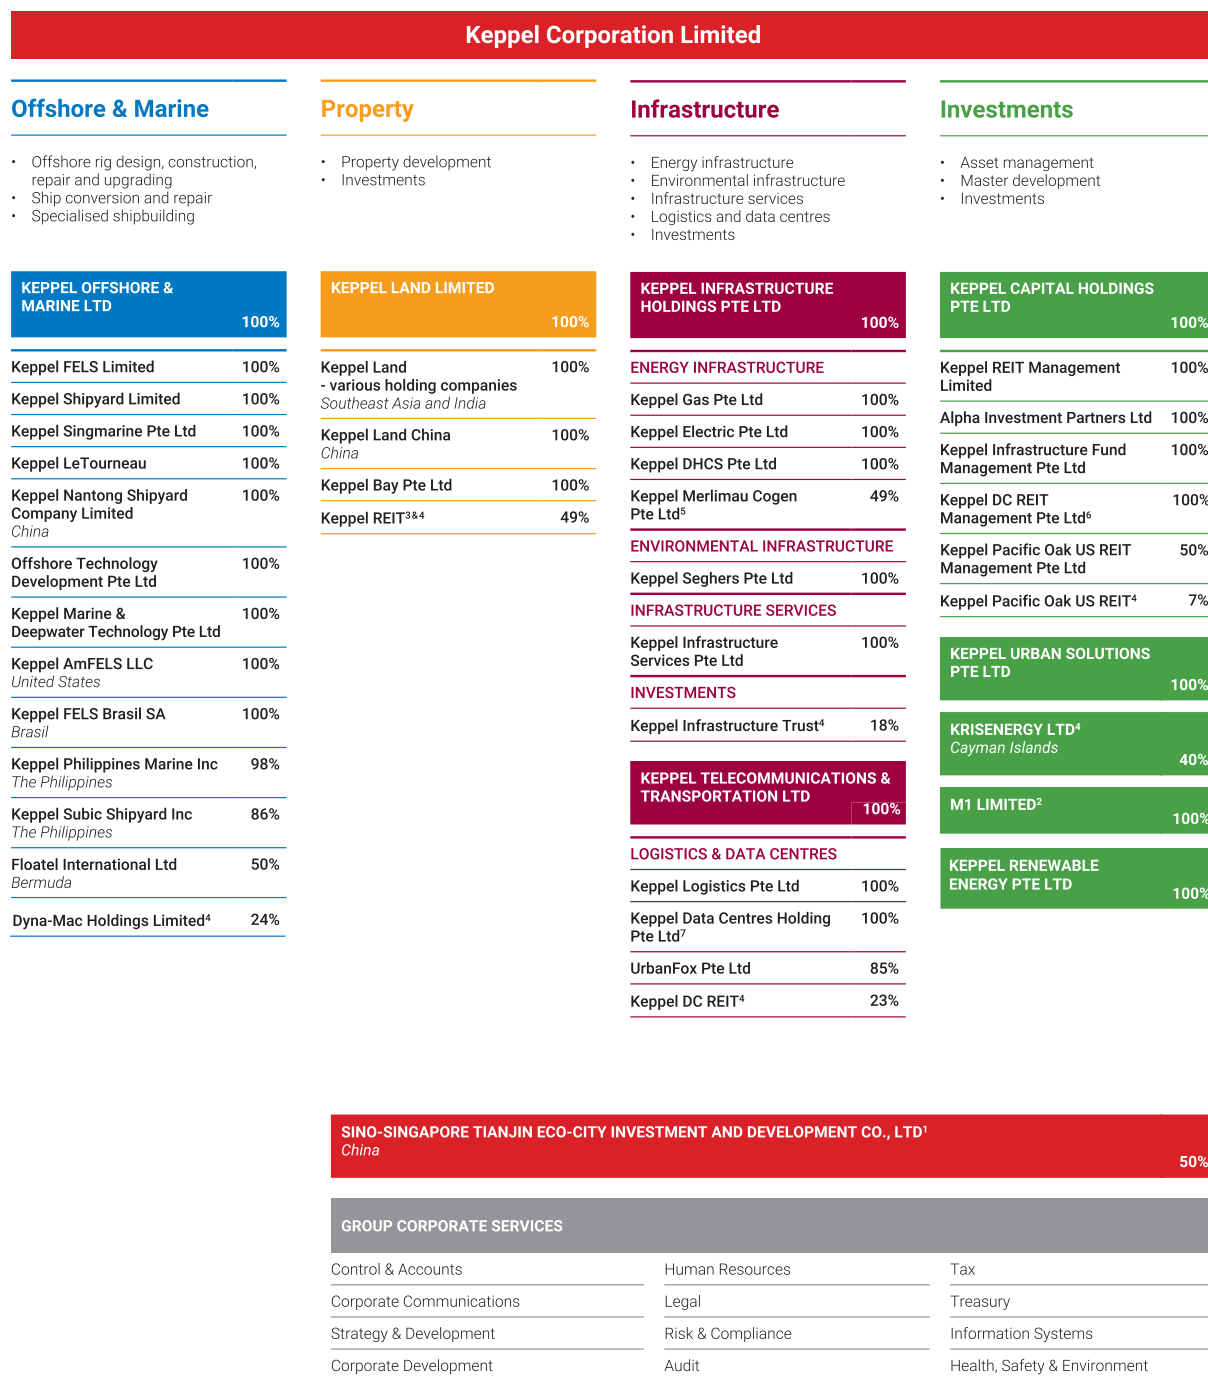 Keppel Corporation Limited
Offshore & Marine
• Offshore rig design, construction,
repair and upgrading
• Ship conversion and repair
• Specialised shipbuilding
KEPPEL OFFSHORE &
MARINE LTD
100%
Keppel FELS Limited 100%
Keppel Shipyard Limited 100%
Keppel Singmarine Pte Ltd 100%
Keppel LeTourneau 100%
Keppel Nantong Shipyard 100%
Company Limited
China
Offshore Technology 100%
Development Pte Ltd
Keppel Marine & 100%
Deepwater Technology Pte Ltd
Keppel AmFELS LLC 100%
United States
Keppel FELS Brasil SA 100%
Brasil
Keppel Philippines Marine Inc 98%
The Philippines
Keppel Subic Shipyard Inc 86%
The Philippines
Floatel International Ltd 50%
Bermuda
Dyna-Mac Holdings Limited⁴ 24%
Property
• Property development
• Investments
KEPPEL LAND LIMITED
100%
Keppel Land 100%
- various holding companies
Southeast Asia and India
Keppel Land China 100%
China
Keppel Bay Pte Ltd 100%
Keppel REIT³&⁴ 49%
Infrastructure
• Energy infrastructure
• Environmental infrastructure
• Infrastructure services
• Logistics and data centres
• Investments
KEPPEL INFRASTRUCTURE
HOLDINGS PTE LTD
100%
ENERGY INFRASTRUCTURE
Keppel Gas Pte Ltd 100%
Keppel Electric Pte Ltd 100%
Keppel DHCS Pte Ltd 100%
Keppel Merlimau Cogen 49%
Pte Ltd⁵
ENVIRONMENTAL INFRASTRUCTURE
Keppel Seghers Pte Ltd 100%
INFRASTRUCTURE SERVICES
Keppel Infrastructure 100%
Services Pte Ltd
INVESTMENTS
Keppel Infrastructure Trust⁴ 18%
KEPPEL TELECOMMUNICATIONS &
TRANSPORTATION LTD
100%
LOGISTICS & DATA CENTRES
Keppel Logistics Pte Ltd 100%
Keppel Data Centres Holding 100%
Pte Ltd⁷
UrbanFox Pte Ltd 85%
Keppel DC REIT⁴ 23%
Investments
• Asset management
• Master development
• Investments
KEPPEL CAPITAL HOLDINGS
PTE LTD
100%
Keppel REIT Management 100%
Limited
Alpha Investment Partners Ltd 100%
Keppel Infrastructure Fund 100%
Management Pte Ltd
Keppel DC REIT 100%
Management Pte Ltd⁶
Keppel Pacific Oak US REIT 50%
Management Pte Ltd
Keppel Pacific Oak US REIT⁴ 7%
KEPPEL URBAN SOLUTIONS
PTE LTD
100%
KRISENERGY LTD⁴
Cayman Islands
40%
M1 LIMITED²
100%
KEPPEL RENEWABLE
ENERGY PTE LTD
100%
SINO-SINGAPORE TIANJIN ECO-CITY INVESTMENT AND DEVELOPMENT CO., LTD¹
China
50%
GROUP CORPORATE SERVICES
Control & Accounts
Corporate Communications
Strategy & Development
Corporate Development
Human Resources
Legal
Risk & Compliance
Audit
Tax
Treasury
Information Systems
Health, Safety & Environment